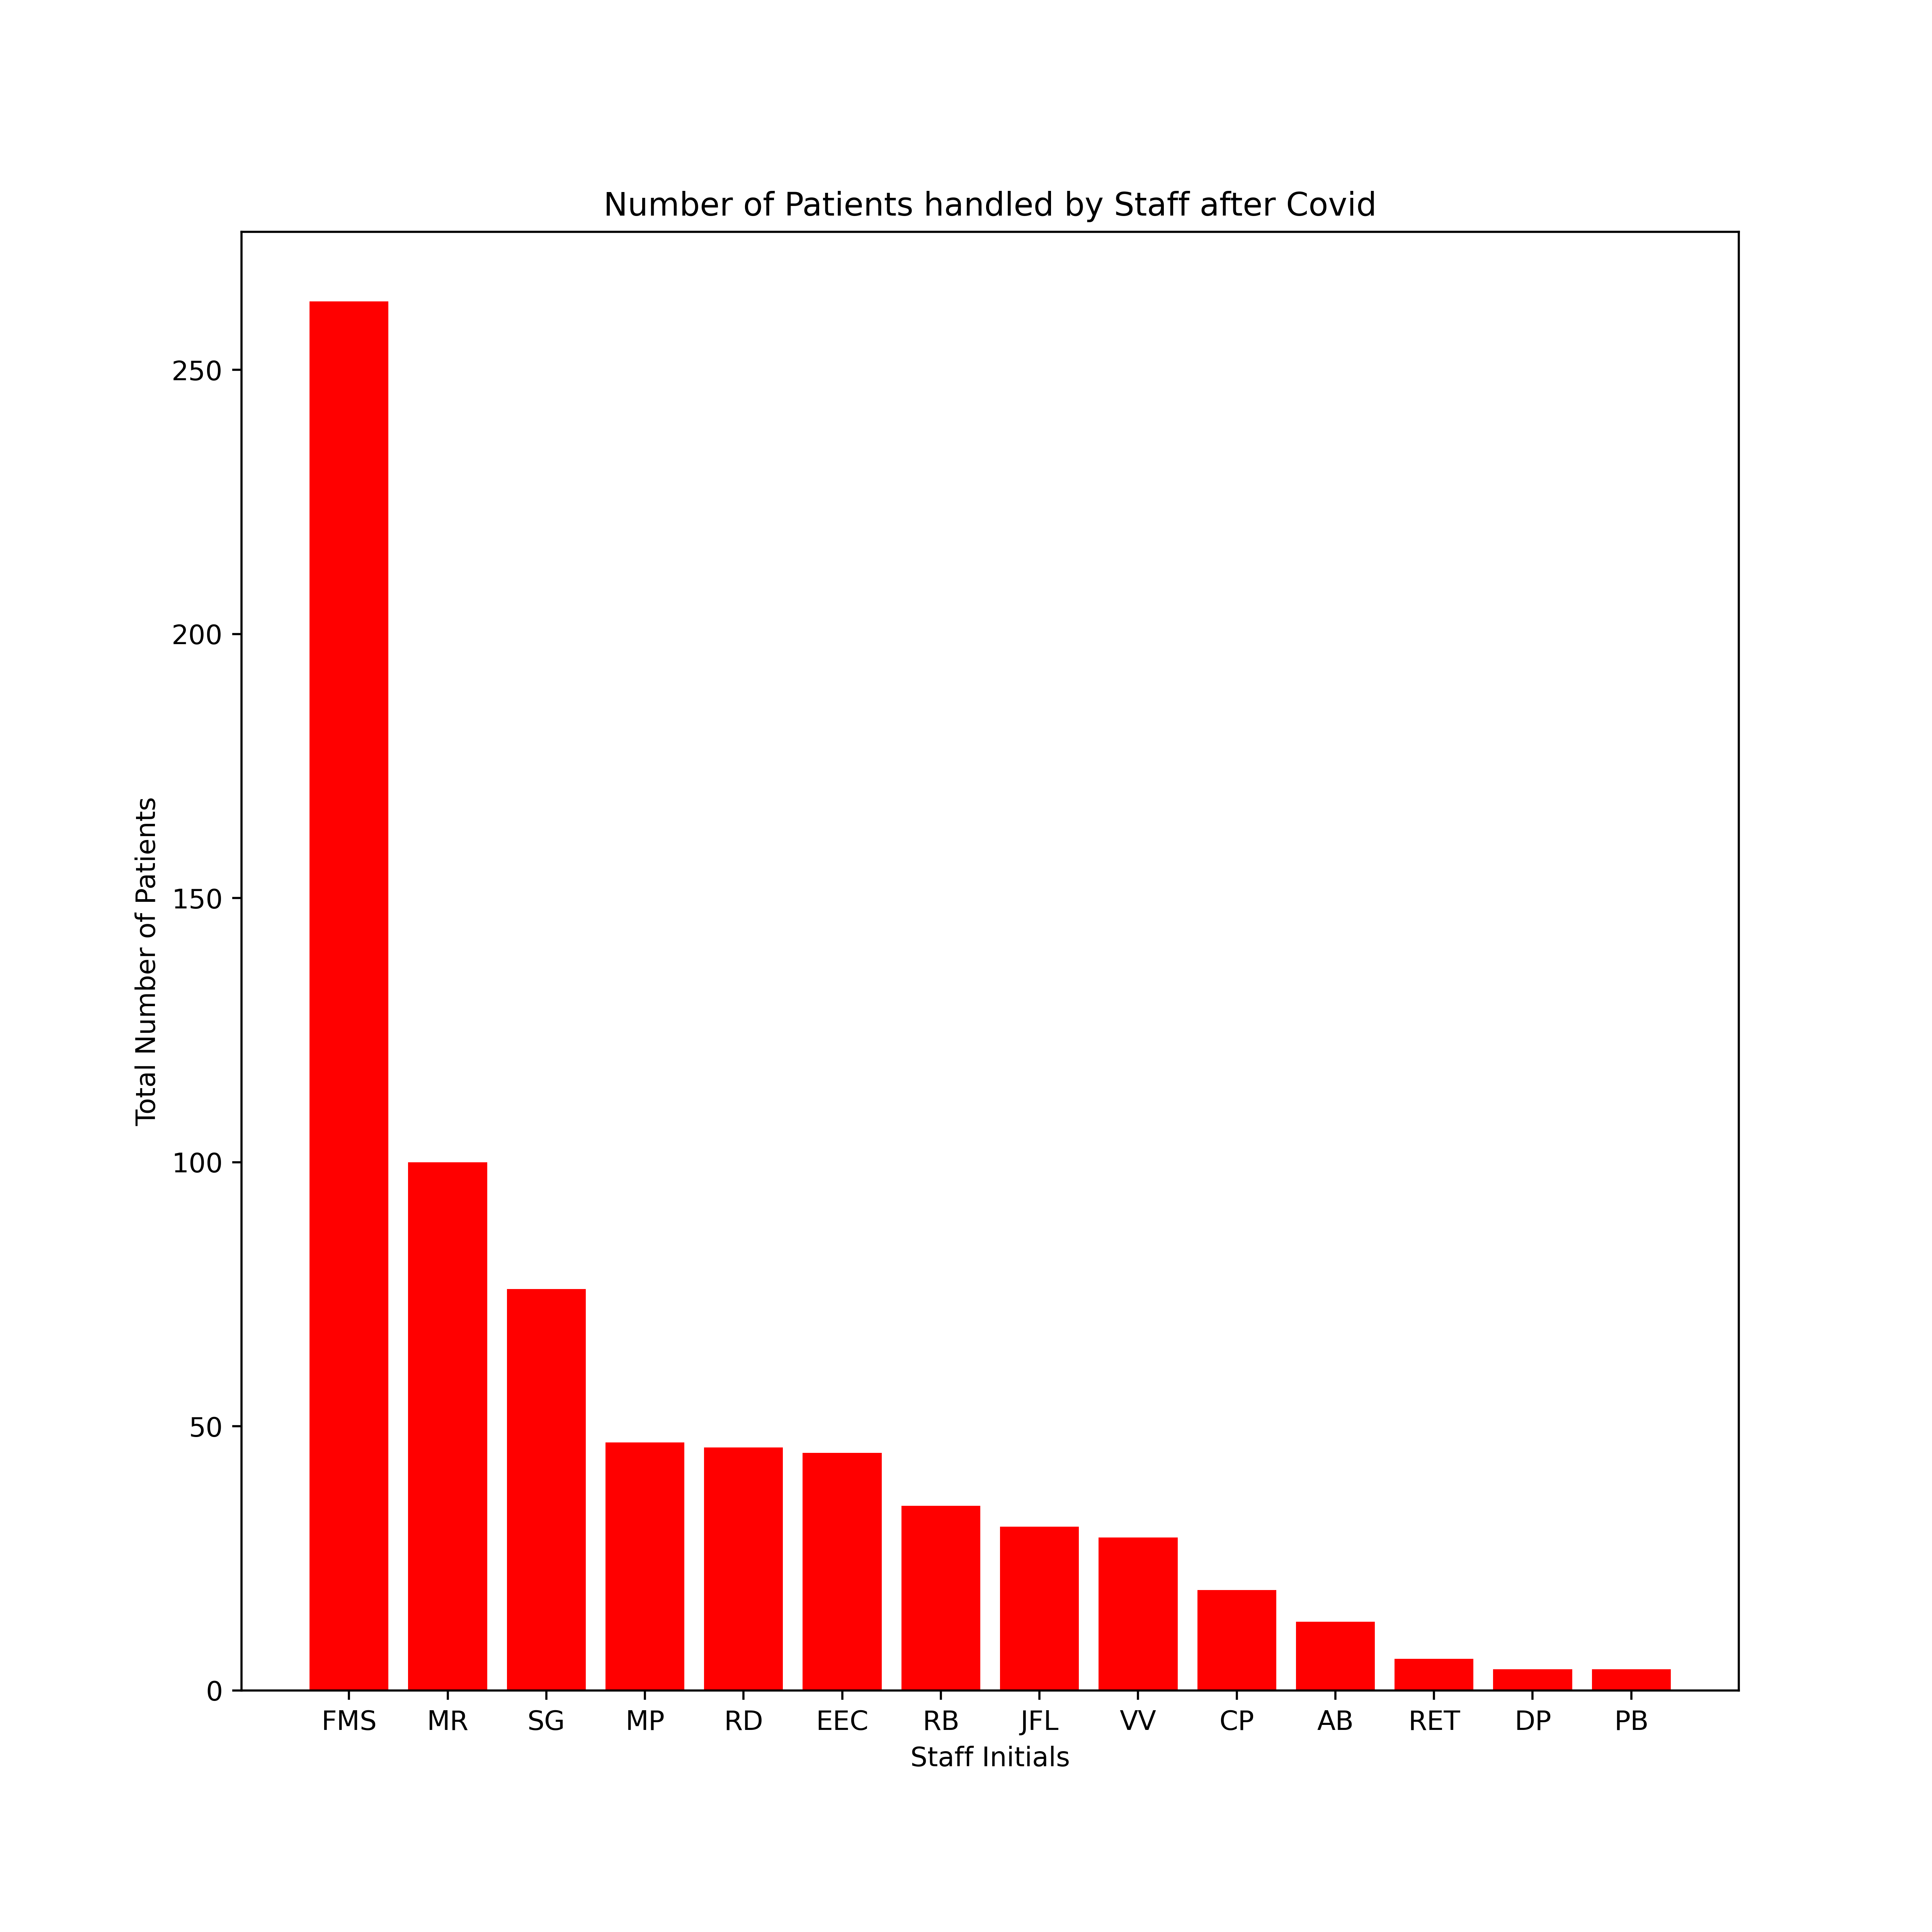 Number of Patients handled by Staff after Covid
Total Number of Patients
250
200
150
100
50
0
FMS MR SG MP RD EEC RB JFL VV CP AB RET DP PB
Staff Initials